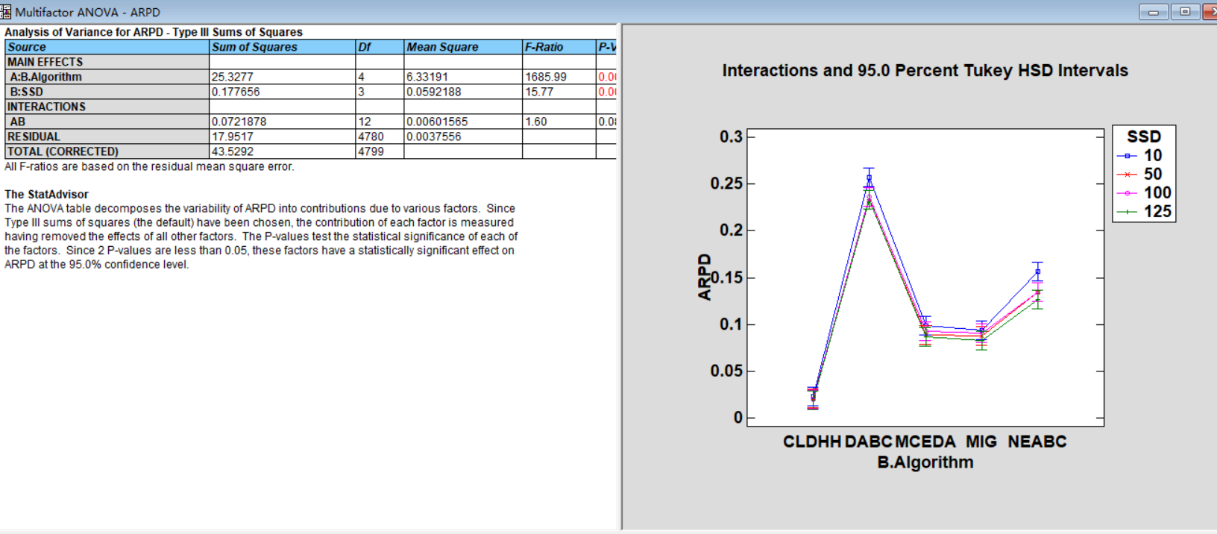 Multifactor ANOVA - ARPD
Analysis of Variance for ARPD - Type III Sums of Squares
Source Sum of Squares Df Mean Square F-Ratio P-V
MAIN EFFECTS
A:B.Algorithm 25.3277 4 6.33191 1685.99 0.00
B:SSD 0.177656 3 0.0592188 15.77 0.00
INTERACTIONS
AB 0.0721878 12 0.00601565 1.60 0.08
RESIDUAL 17.9517 4780 0.0037556
TOTAL (CORRECTED) 43.5292 4799
All F-ratios are based on the residual mean square error.
The StatAdvisor
The ANOVA table decomposes the variability of ARPD into contributions due to various factors. Since
Type III sums of squares (the default) have been chosen, the contribution of each factor is measured
having removed the effects of all other factors. The P-values test the statistical significance of each of
the factors. Since 2 P-values are less than 0.05, these factors have a statistically significant effect on
ARPD at the 95.0% confidence level.
Interactions and 95.0 Percent Tukey HSD Intervals
0.3
0.25
0.2
0.15
0.1
0.05
0
ARPD
CLDHH DABC MCEDA MIG NEABC
B.Algorithm
SSD
10
50
100
125